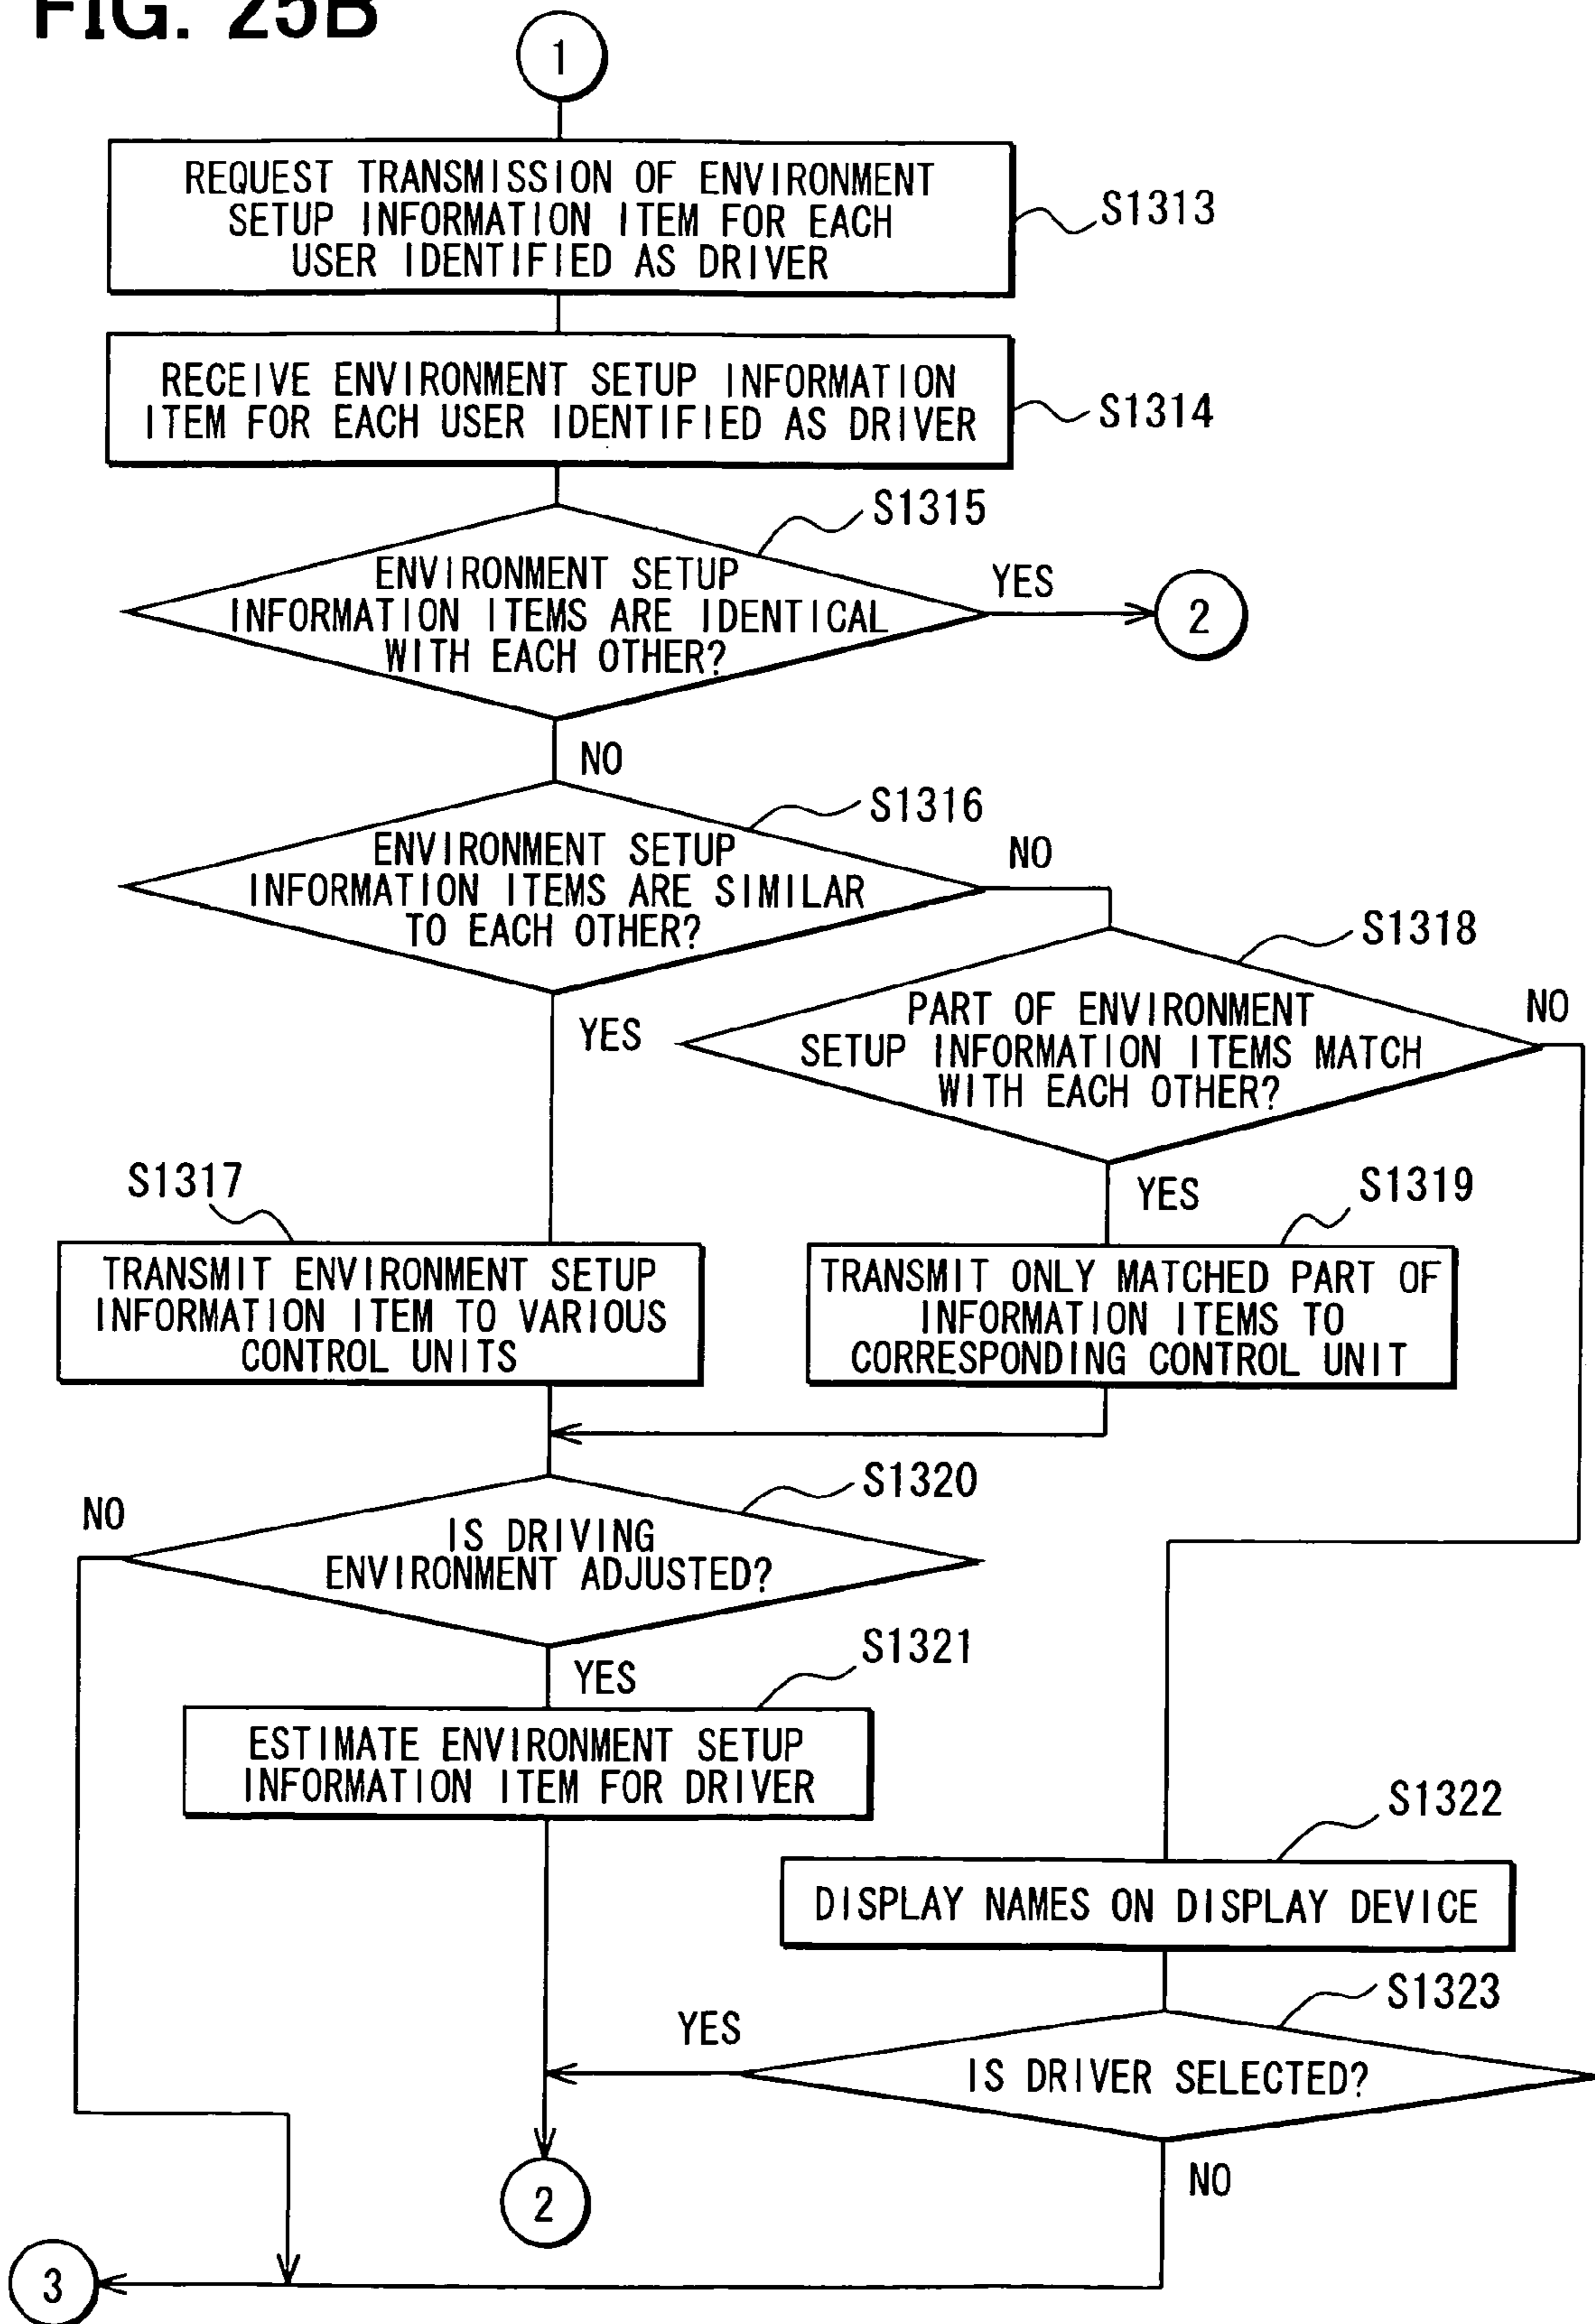 FIG. 25B
1
REQUEST TRANSMISSION OF ENVIRONMENT
SETUP INFORMATION ITEM FOR EACH
USER IDENTIFIED AS DRIVER
S1313
RECEIVE ENVIRONMENT SETUP INFORMATION
ITEM FOR EACH USER IDENTIFIED AS DRIVER
S1314
S1315
ENVIRONMENT SETUP
INFORMATION ITEMS ARE IDENTICAL
WITH EACH OTHER?
YES
2
NO
S1316
ENVIRONMENT SETUP
INFORMATION ITEMS ARE SIMILAR
TO EACH OTHER?
NO
S1318
YES
PART OF ENVIRONMENT
SETUP INFORMATION ITEMS MATCH
WITH EACH OTHER?
NO
S1317
YES
S1319
TRANSMIT ENVIRONMENT SETUP
INFORMATION ITEM TO VARIOUS
CONTROL UNITS
TRANSMIT ONLY MATCHED PART OF
INFORMATION ITEMS TO
CORRESPONDING CONTROL UNIT
S1320
NO
IS DRIVING
ENVIRONMENT ADJUSTED?
YES
S1321
ESTIMATE ENVIRONMENT SETUP
INFORMATION ITEM FOR DRIVER
S1322
DISPLAY NAMES ON DISPLAY DEVICE
S1323
YES
IS DRIVER SELECTED?
NO
2
3